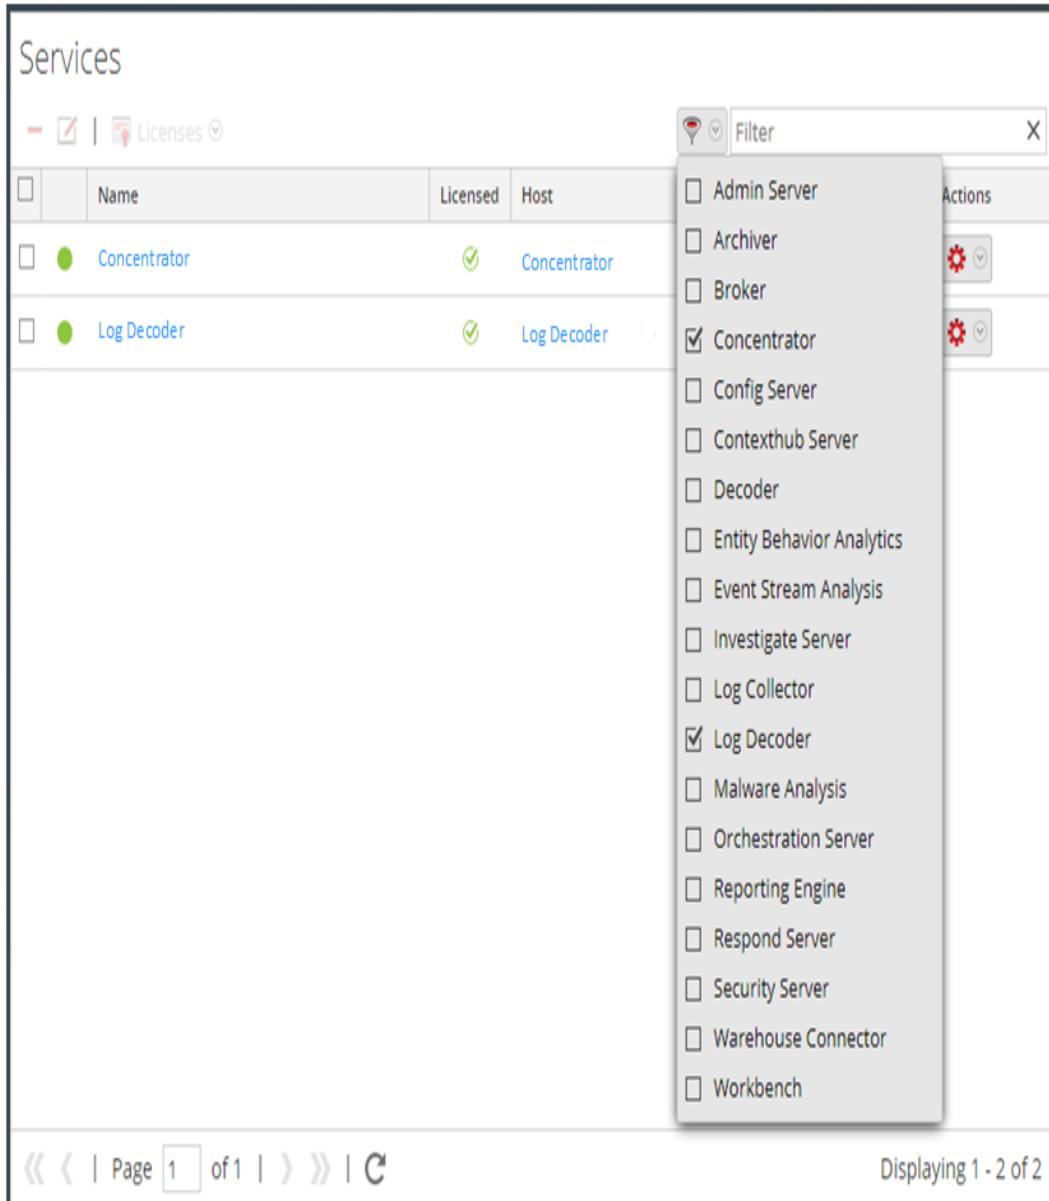 Services
Licenses
Filter X
Name Licensed Host Actions
Concentrator Concentrator
Log Decoder Log Decoder
Admin Server
Archiver
Broker
Concentrator
Config Server
Contexthub Server
Decoder
Entity Behavior Analytics
Event Stream Analysis
Investigate Server
Log Collector
Log Decoder
Malware Analysis
Orchestration Server
Reporting Engine
Respond Server
Security Server
Warehouse Connector
Workbench
Page 1 of 1 Displaying 1 - 2 of 2